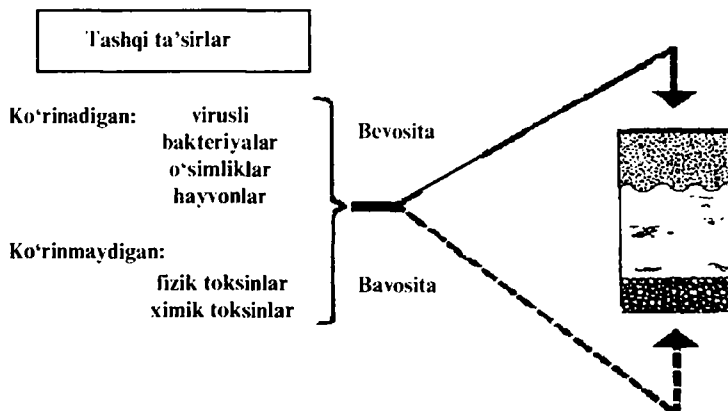 Tashqi ta'sirlar
Ko‘rinadigan: virusli
bakteriyalar
o‘simliklar
hayvonlar
Bevosita
Ko‘rinmaydigan:
fizik toksinlar
ximik toksinlar
Bavosita